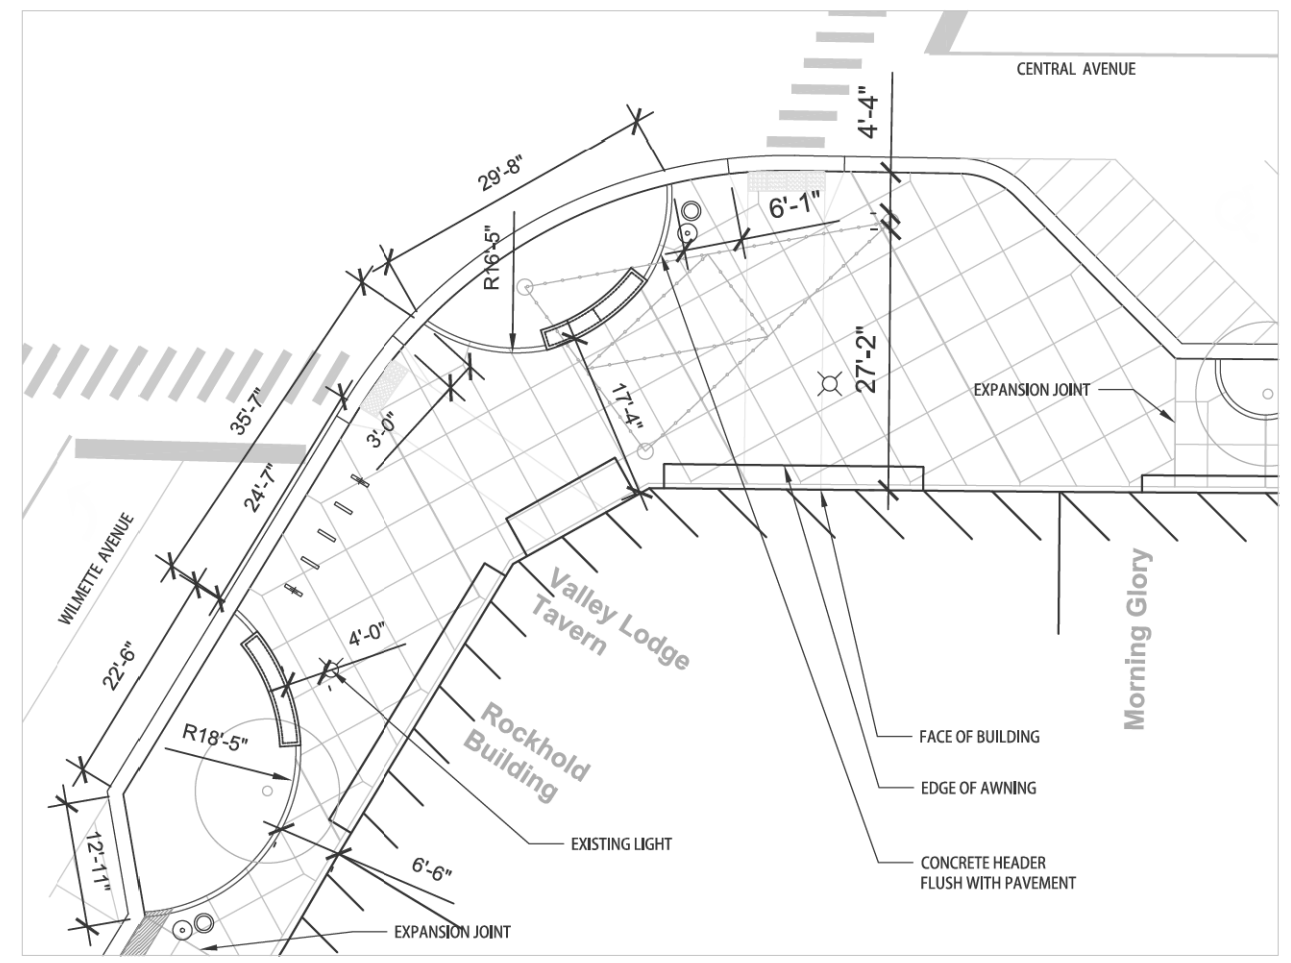 CENTRAL AVENUE
4'-4"
29'-8"
6'-1"
R16'-5"
27'-2"
EXPANSION JOINT
17'-4"
35'-7"
3'-0"
24'-7"
WILMETTE AVENUE
Valley Lodge
Tavern
Morning Glory
4'-0"
22'-6"
Rockhold
Building
R18'-5"
FACE OF BUILDING
EDGE OF AWNING
EXISTING LIGHT
12'-11"
6'-6"
CONCRETE HEADER
FLUSH WITH PAVEMENT
EXPANSION JOINT